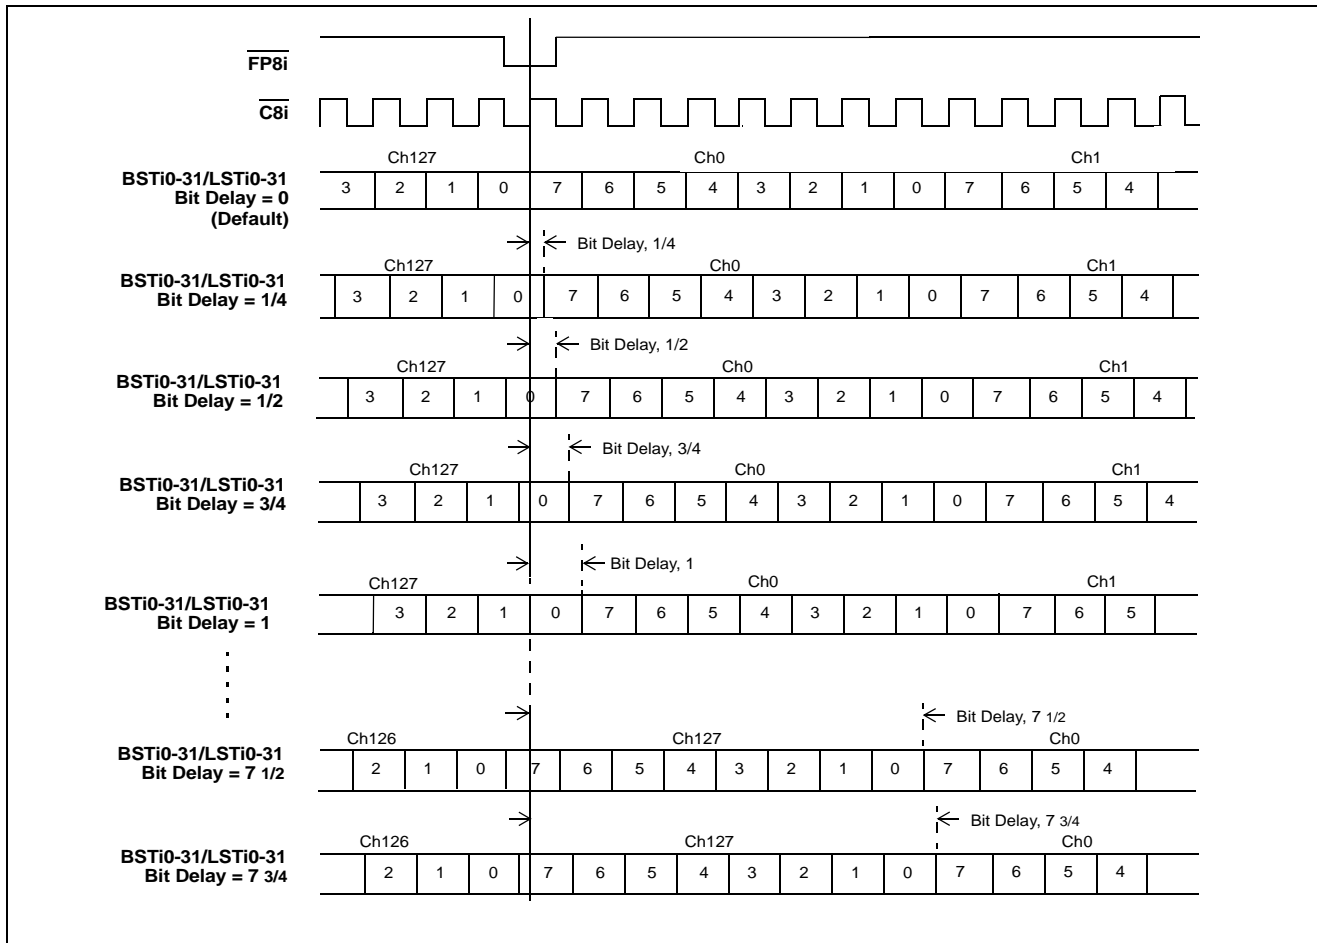 FP8i
C8i
Ch127 Ch0 Ch1
BSTi0-31/LSTi0-31
Bit Delay = 0
(Default)
3 2 1 0 7 6 5 4 3 2 1 0 7 6 5 4
Bit Delay, 1/4
Ch127 Ch0 Ch1
BSTi0-31/LSTi0-31
Bit Delay = 1/4
3 2 1 0 7 6 5 4 3 2 1 0 7 6 5 4
Bit Delay, 1/2
Ch127 Ch0 Ch1
BSTi0-31/LSTi0-31
Bit Delay = 1/2
3 2 1 0 7 6 5 4 3 2 1 0 7 6 5 4
Bit Delay, 3/4
Ch127 Ch0 Ch1
BSTi0-31/LSTi0-31
Bit Delay = 3/4
3 2 1 0 7 6 5 4 3 2 1 0 7 6 5 4
Bit Delay, 1
Ch127 Ch0 Ch1
BSTi0-31/LSTi0-31
Bit Delay = 1
3 2 1 0 7 6 5 4 3 2 1 0 7 6 5
Bit Delay, 7 1/2
Ch126 Ch127 Ch0
BSTi0-31/LSTi0-31
Bit Delay = 7 1/2
2 1 0 7 6 5 4 3 2 1 0 7 6 5 4
Bit Delay, 7 3/4
Ch126 Ch127 Ch0
BSTi0-31/LSTi0-31
Bit Delay = 7 3/4
2 1 0 7 6 5 4 3 2 1 0 7 6 5 4